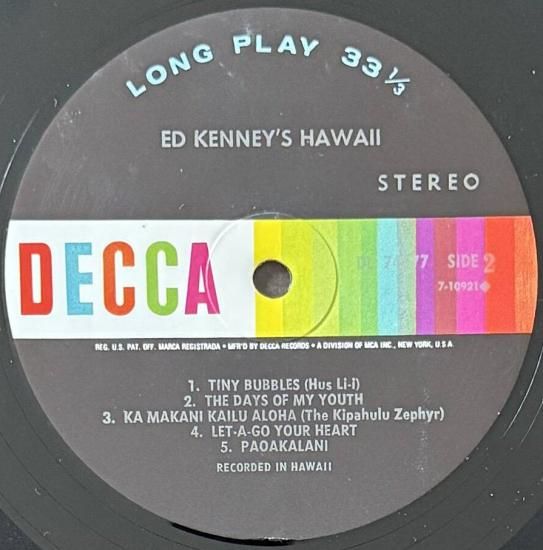 LONG PLAY 33 1/3
ED KENNEY'S HAWAII
STEREO
DECCA
SIDE 2
7-10921◆
REG. U.S. PAT. OFF. MARCA REGISTRADA • MFR'D BY DECCA RECORDS • A DIVISION OF MCA INC., NEW YORK, U.S.A
1. TINY BUBBLES (Hus Li-i)
2. THE DAYS OF MY YOUTH
3. KA MAKANI KAILU ALOHA (The Kipahulu Zephyr)
4. LET-A-GO YOUR HEART
5. PAOAKALANI
RECORDED IN HAWAII